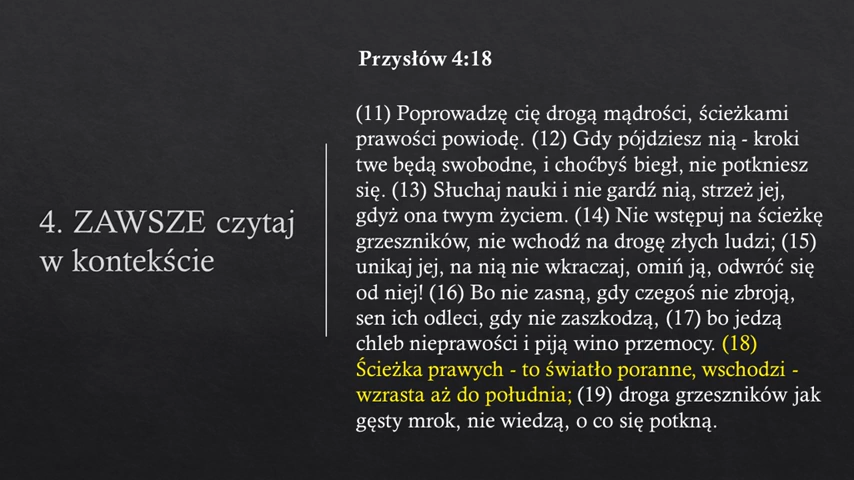 4. ZAWSZE czytaj
w kontekście
Przysłów 4:18
(11) Poprowadzę cię drogą mądrości, ścieżkami
prawości powiodę. (12) Gdy pójdziesz nią - kroki
twe będą swobodne, i choćbyś biegł, nie potkniesz
się. (13) Słuchaj nauki i nie gardź nią, strzeż jej,
gdyż ona twym życiem. (14) Nie wstępuj na ścieżkę
grzeszników, nie wchodź na drogę złych ludzi; (15)
unikaj jej, na nią nie wkraczaj, omiń ją, odwróć się
od niej! (16) Bo nie zasną, gdy czegoś nie zbroją,
sen ich odleci, gdy nie zaszkodzą, (17) bo jedzą
chleb nieprawości i piją wino przemocy. (18)
Ścieżka prawych - to światło poranne, wschodzi -
wzrasta aż do południa; (19) droga grzeszników jak
gęsty mrok, nie wiedzą, o co się potkną.